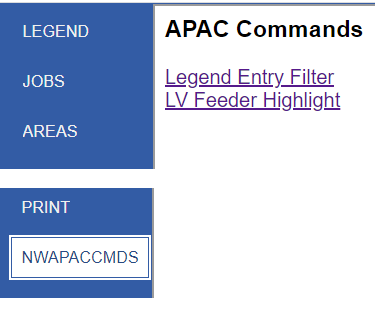 LEGEND
JOBS
AREAS
PRINT
NWAPACCMDS
APAC Commands
Legend Entry Filter
LV Feeder Highlight